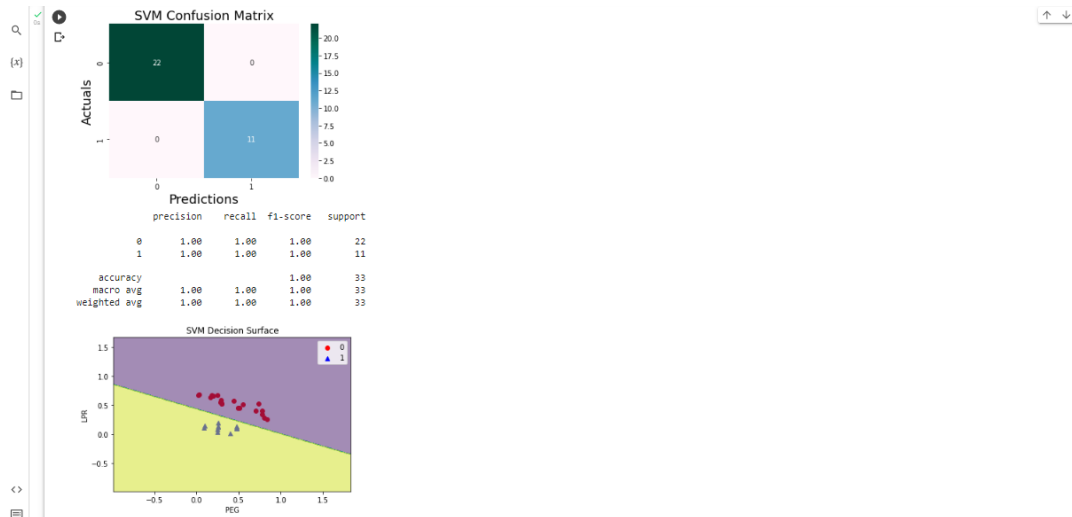 SVM Confusion Matrix
0s
{x}
Actuals
0
1
22
0
0
11
20.0
17.5
15.0
12.5
10.0
7.5
5.0
2.5
0.0
0
1
Predictions
precision recall f1-score support
0 1.00 1.00 1.00 22
1 1.00 1.00 1.00 11
accuracy 1.00 33
macro avg 1.00 1.00 1.00 33
weighted avg 1.00 1.00 1.00 33
SVM Decision Surface
0
1
1.5
1.0
0.5
0.0
−0.5
LPR
−0.5 0.0 0.5 1.0 1.5
PEG
<>